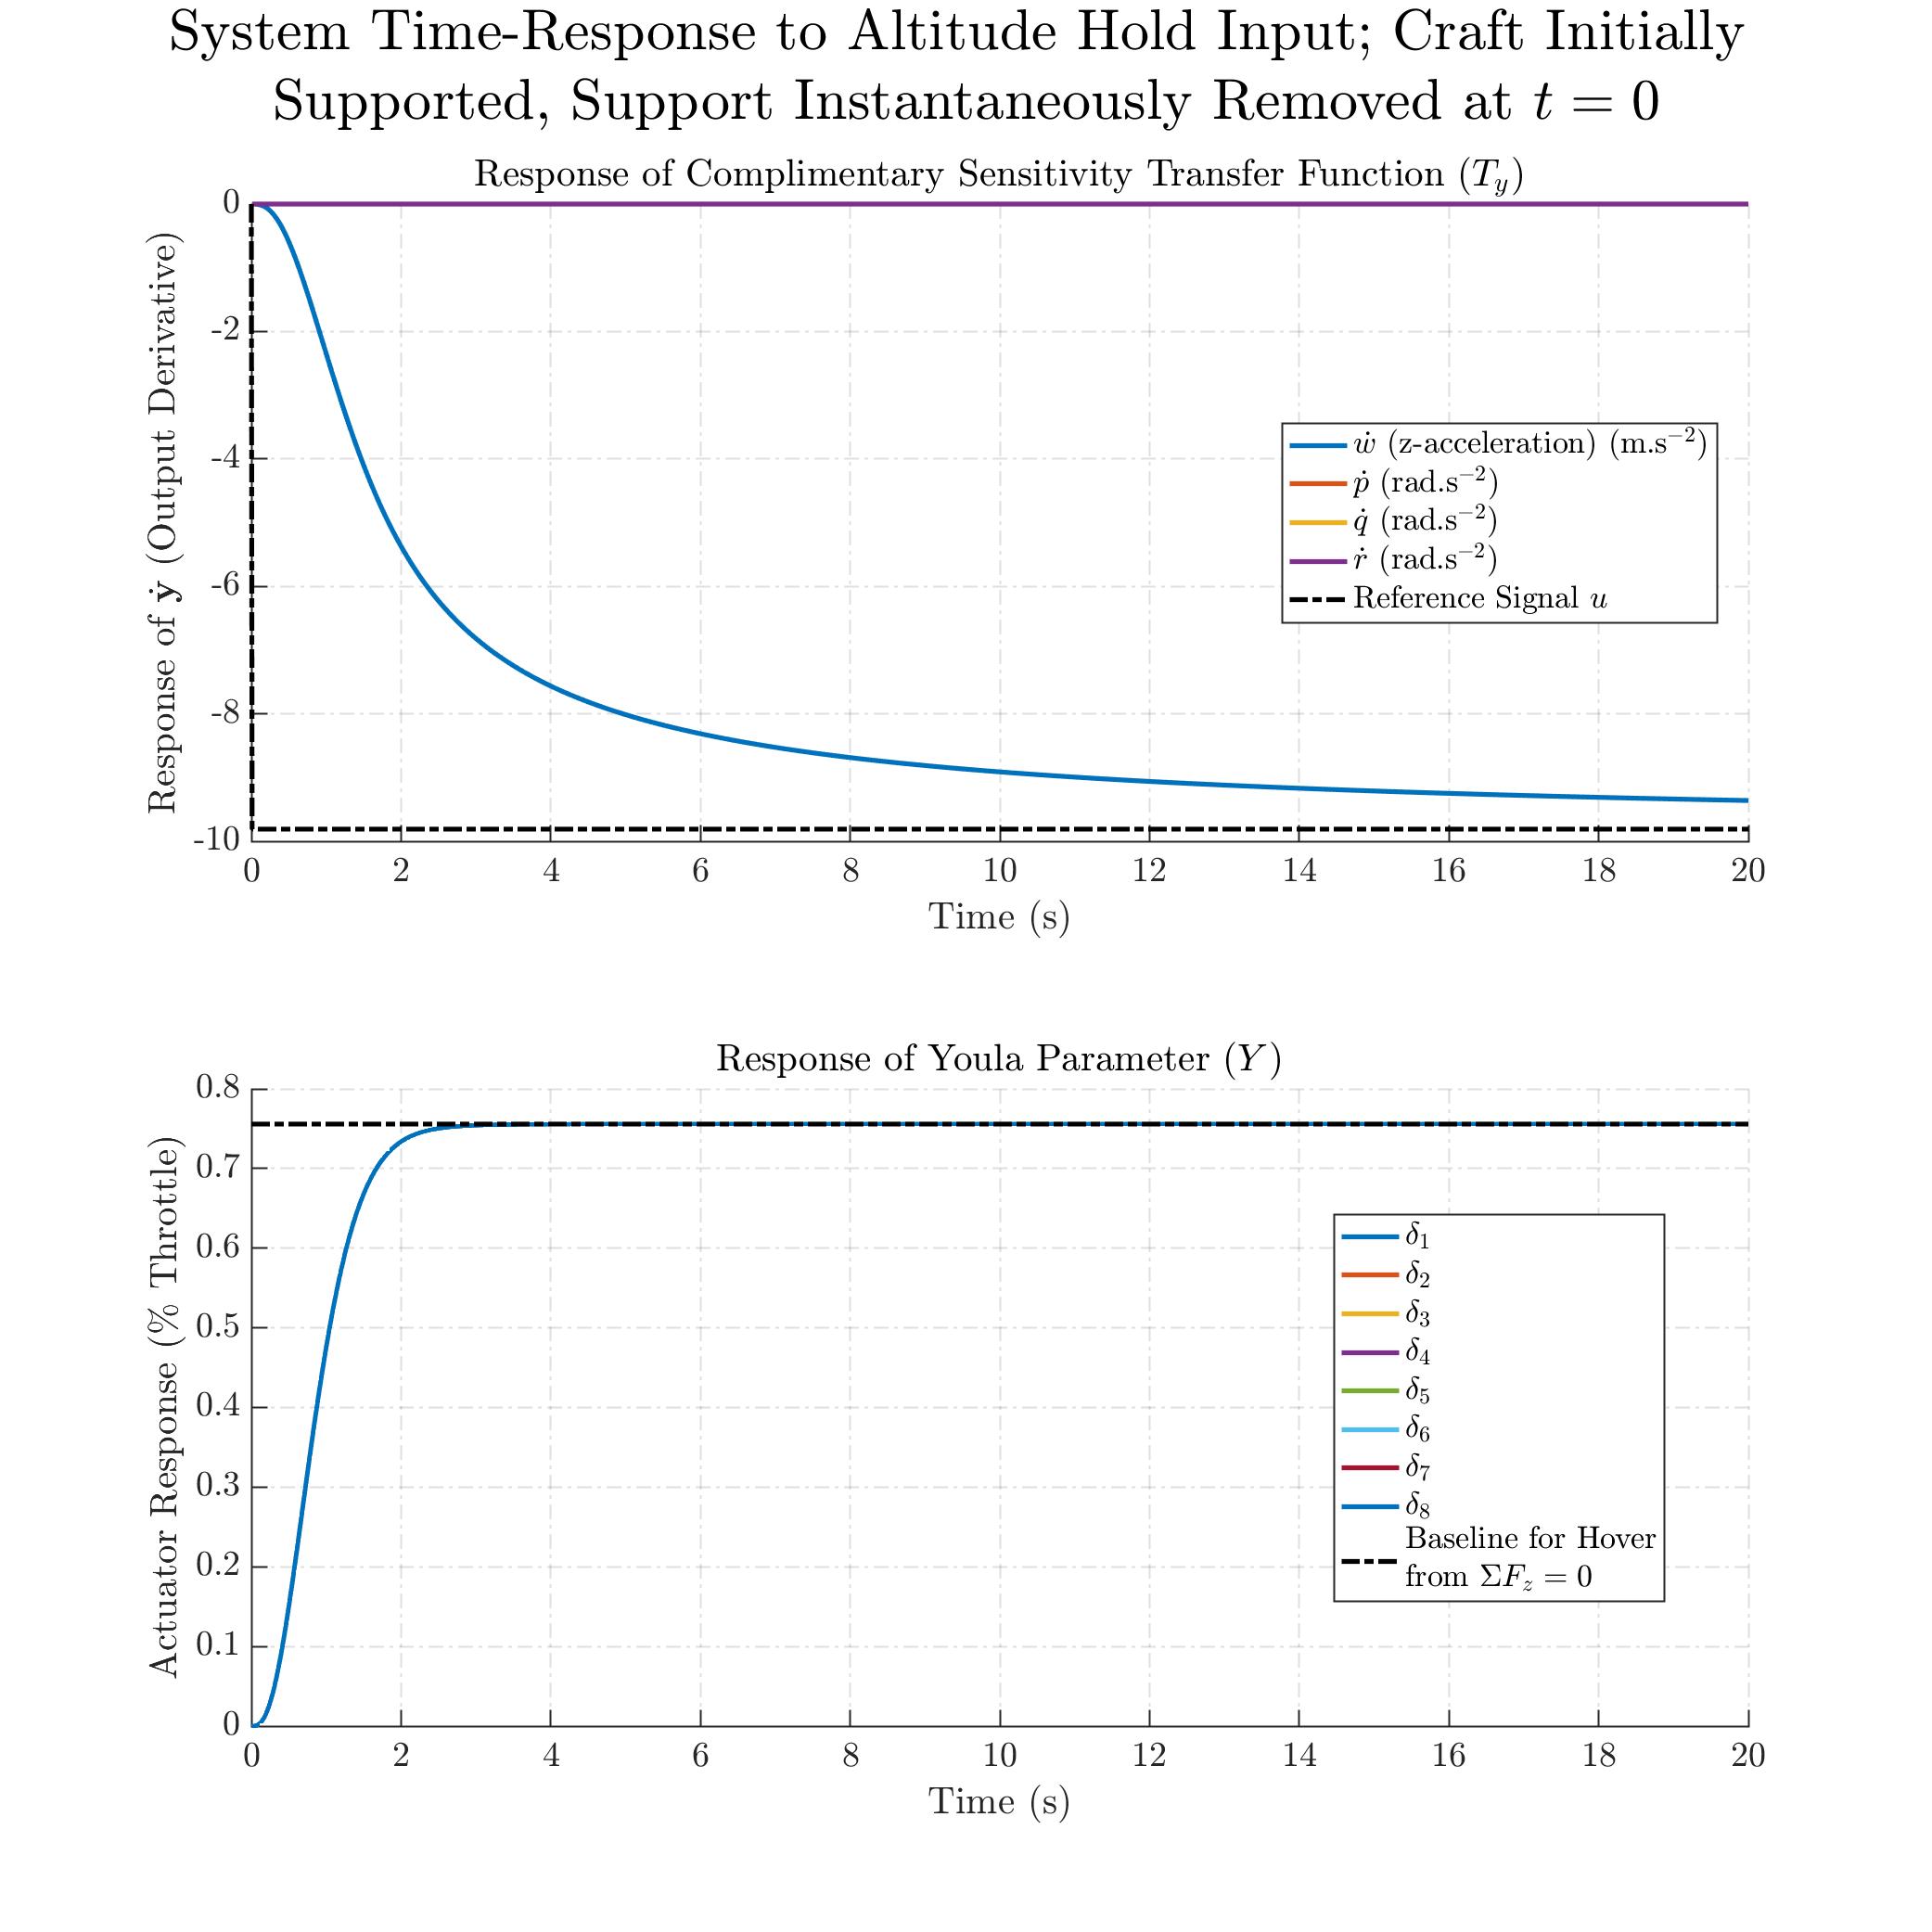 System Time-Response to Altitude Hold Input; Craft Initially
Supported, Support Instantaneously Removed at t = 0
Response of Complimentary Sensitivity Transfer Function (T_y)
Response of ẏ (Output Derivative)
0
-2
-4
-6
-8
-10
0 2 4 6 8 10 12 14 16 18 20
Time (s)
ẇ (z-acceleration) (m.s⁻²)
ṗ (rad.s⁻²)
q̇ (rad.s⁻²)
ṙ (rad.s⁻²)
Reference Signal u
Response of Youla Parameter (Y)
Actuator Response (% Throttle)
0.8
0.7
0.6
0.5
0.4
0.3
0.2
0.1
0
0 2 4 6 8 10 12 14 16 18 20
Time (s)
δ₁
δ₂
δ₃
δ₄
δ₅
δ₆
δ₇
δ₈
Baseline for Hover
from ΣF_z = 0